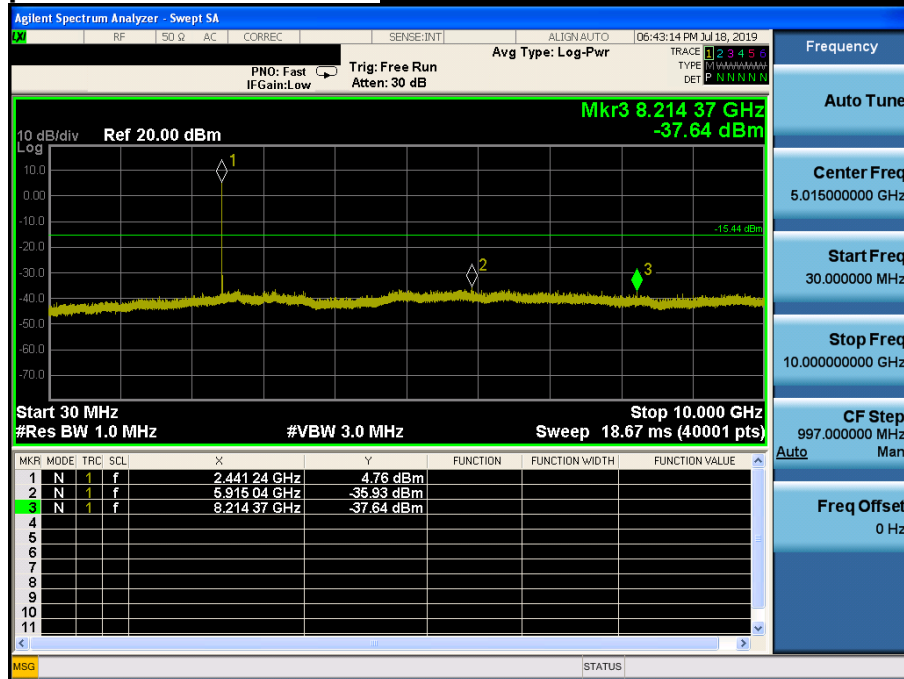 Agilent Spectrum Analyzer - Swept SA
LXI RF 50 Ω AC CORREC SENSE:INT ALIGN AUTO 06:43:14 PM Jul 18, 2019
Avg Type: Log-Pwr
PNO: Fast
IFGain:Low
Trig: Free Run
Atten: 30 dB
TRACE 1 2 3 4 5 6
TYPE M W W W W W
DET P N N N N N
Mkr3 8.214 37 GHz
-37.64 dBm
10 dB/div Ref 20.00 dBm
Log
10.0
0.00
-10.0
-20.0
-30.0
-40.0
-50.0
-60.0
-70.0
1
2
3
-15.44 dBm
Start 30 MHz Stop 10.000 GHz
#Res BW 1.0 MHz #VBW 3.0 MHz Sweep 18.67 ms (40001 pts)
MKR MODE TRC SCL X Y FUNCTION FUNCTION WIDTH FUNCTION VALUE
1 N 1 f 2.441 24 GHz 4.76 dBm
2 N 1 f 5.915 04 GHz -35.93 dBm
3 N 1 f 8.214 37 GHz -37.64 dBm
4
5
6
7
8
9
10
11
MSG STATUS
Frequency
Auto Tune
Center Freq
5.015000000 GHz
Start Freq
30.000000 MHz
Stop Freq
10.000000000 GHz
CF Step
997.000000 MHz
Auto Man
Freq Offset
0 Hz